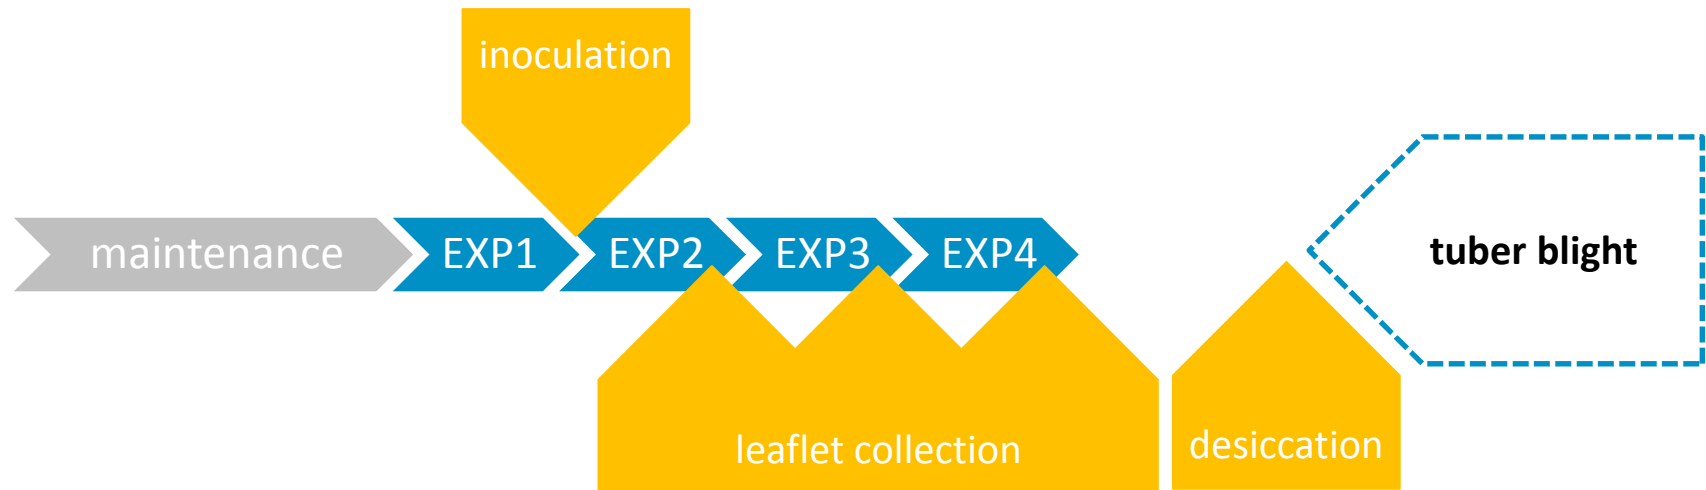 inoculation
maintenance
EXP1
EXP2
EXP3
EXP4
tuber blight
leaflet collection
desiccation